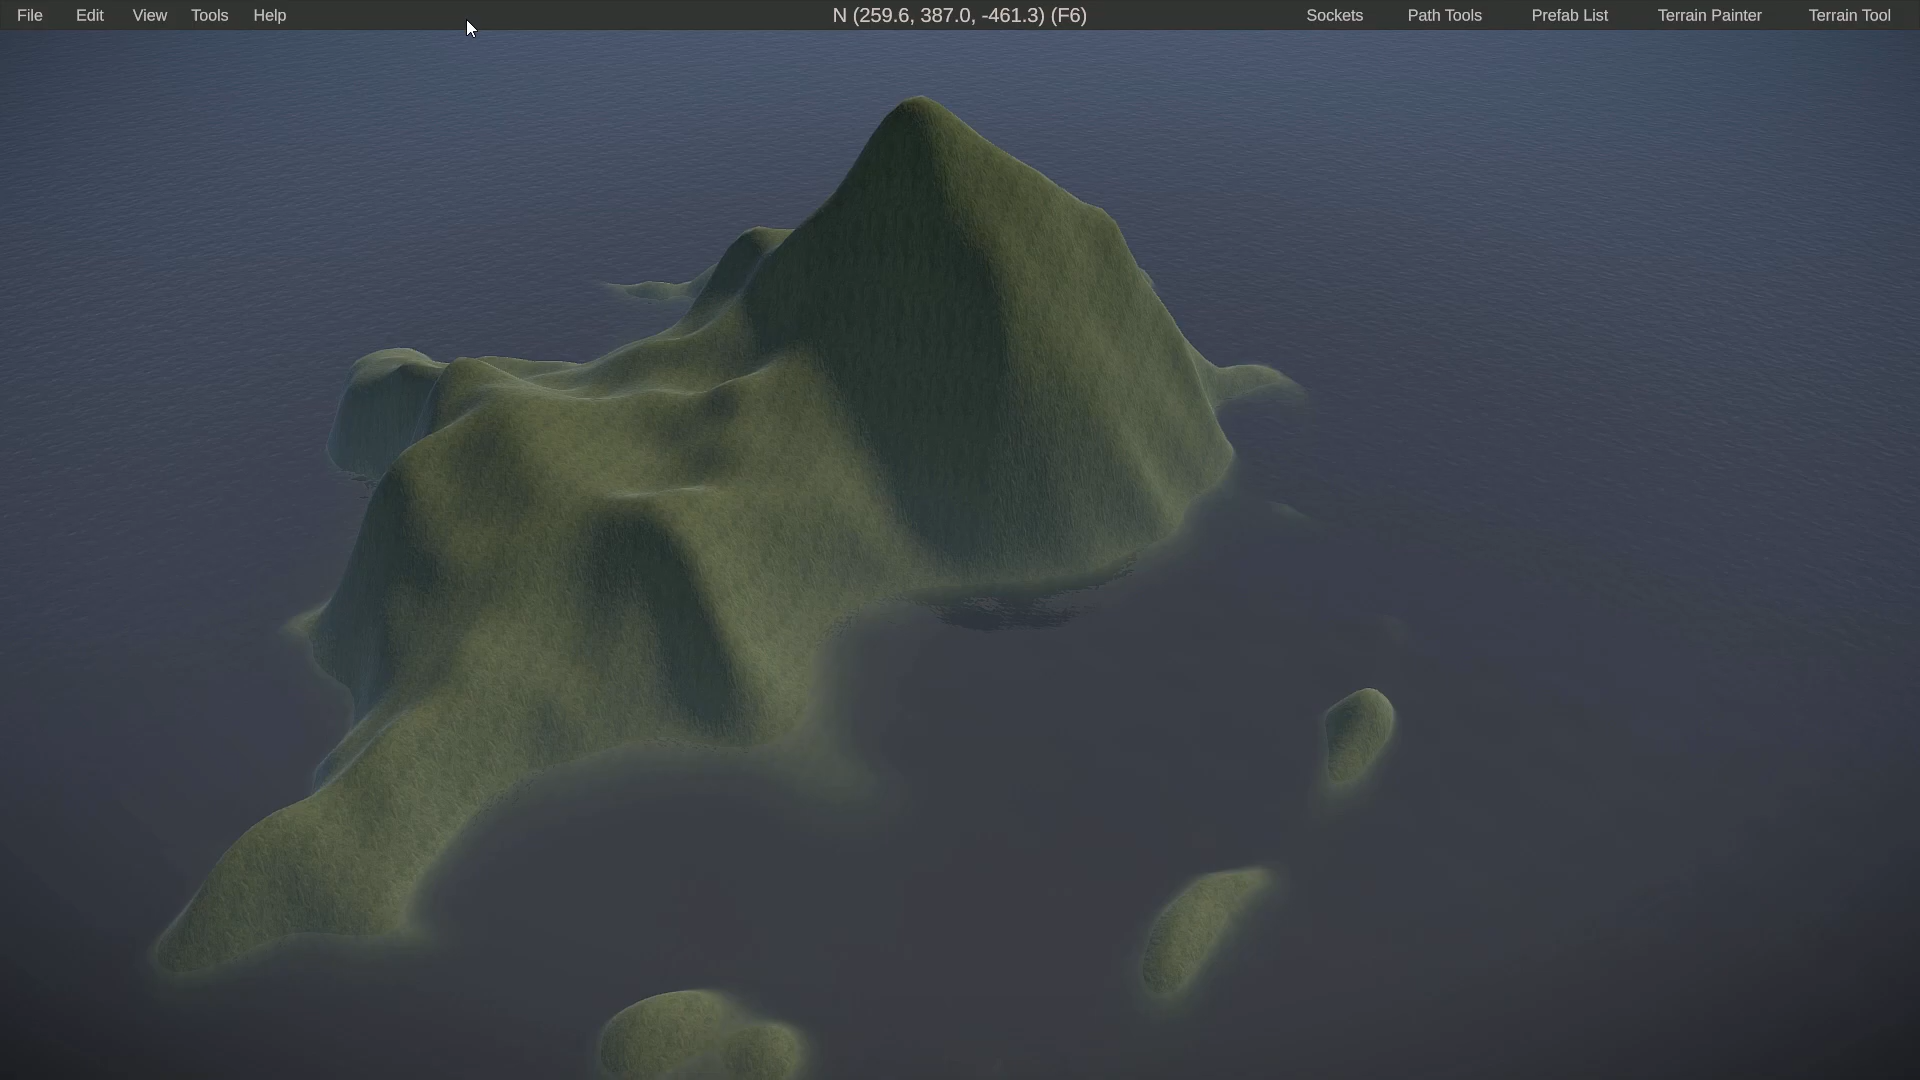 File Edit View Tools Help N (259.6, 387.0, -461.3) (F6) Sockets Path Tools Prefab List Terrain Painter Terrain Tool